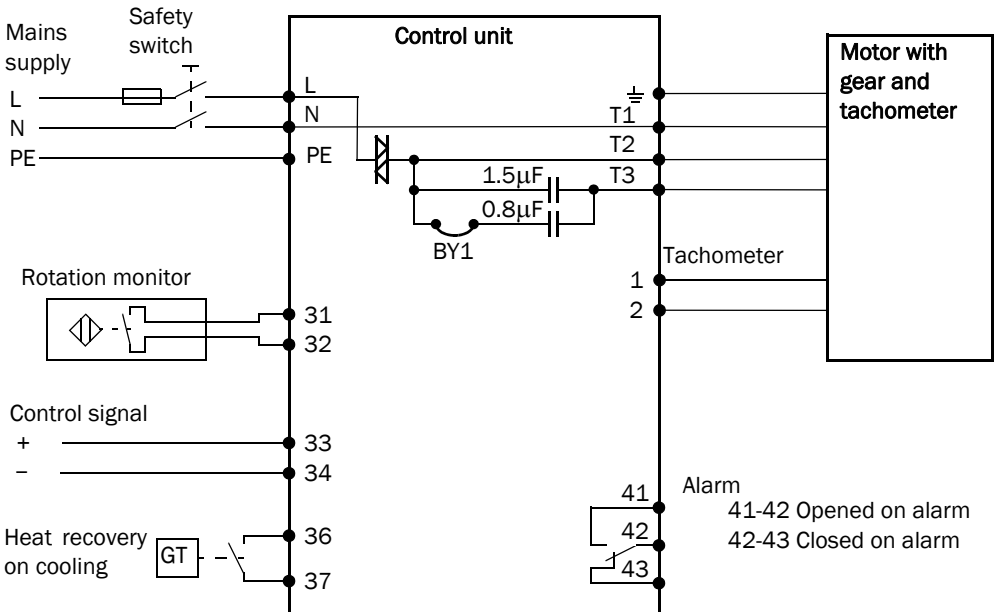 Mains
supply
Safety
switch
Control unit
Motor with
gear and
tachometer
L
N
PE
L
N
PE
T1
T2
T3
1.5µF
0.8µF
BY1
Tachometer
1
2
Rotation monitor
31
32
Control signal
+
–
33
34
Heat recovery
on cooling
GT
36
37
41
42
43
Alarm
41-42 Opened on alarm
42-43 Closed on alarm